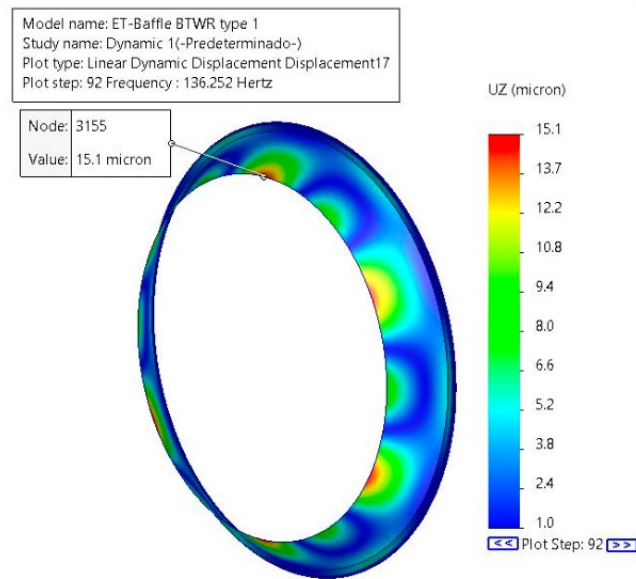 Model name: ET-Baffle BTWR type 1
Study name: Dynamic 1(-Predeterminado-)
Plot type: Linear Dynamic Displacement Displacement17
Plot step: 92 Frequency : 136.252 Hertz
Node: 3155
Value: 15.1 micron
UZ (micron)
15.1
13.7
12.2
10.8
9.4
8.0
6.6
5.2
3.8
2.4
1.0
<< Plot Step: 92 >>